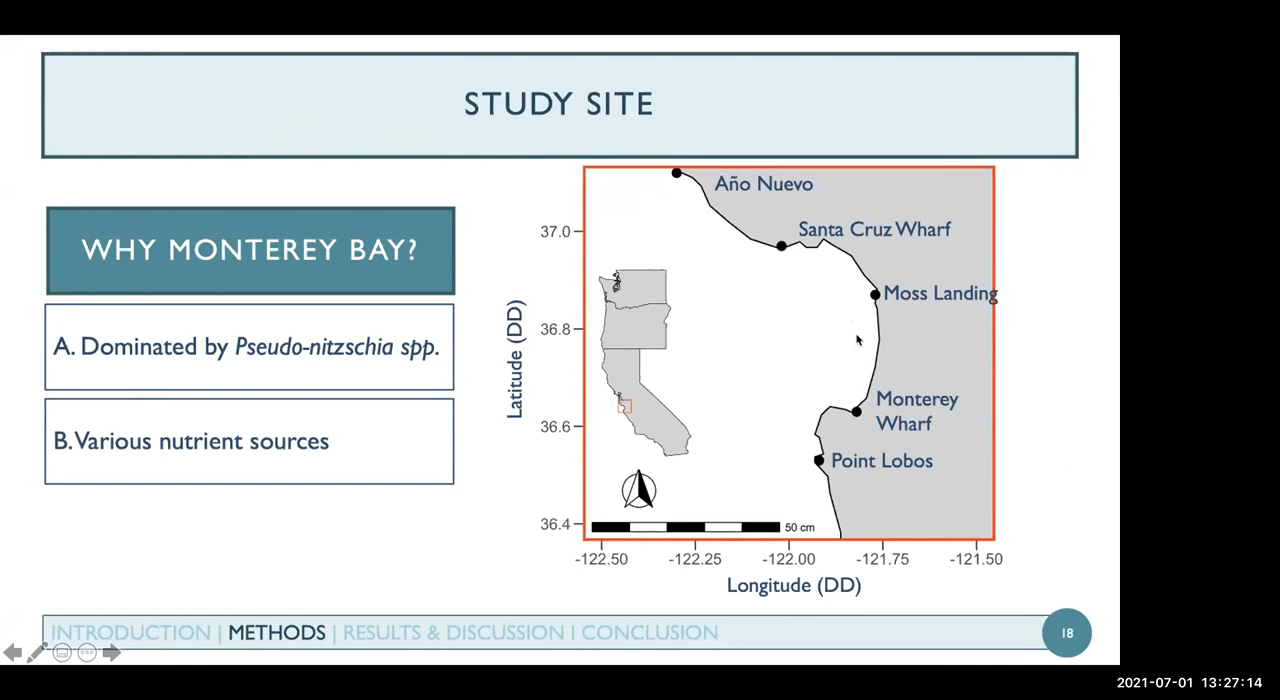 STUDY SITE
WHY MONTEREY BAY?
A. Dominated by Pseudo-nitzschia spp.
B. Various nutrient sources
Año Nuevo
Santa Cruz Wharf
Moss Landing
Monterey
Wharf
Point Lobos
37.0
36.8
36.6
36.4
Latitude (DD)
50 cm
-122.50
-122.25
-122.00
-121.75
-121.50
Longitude (DD)
INTRODUCTION | METHODS | RESULTS & DISCUSSION I CONCLUSION
18
2021-07-01 13:27:14